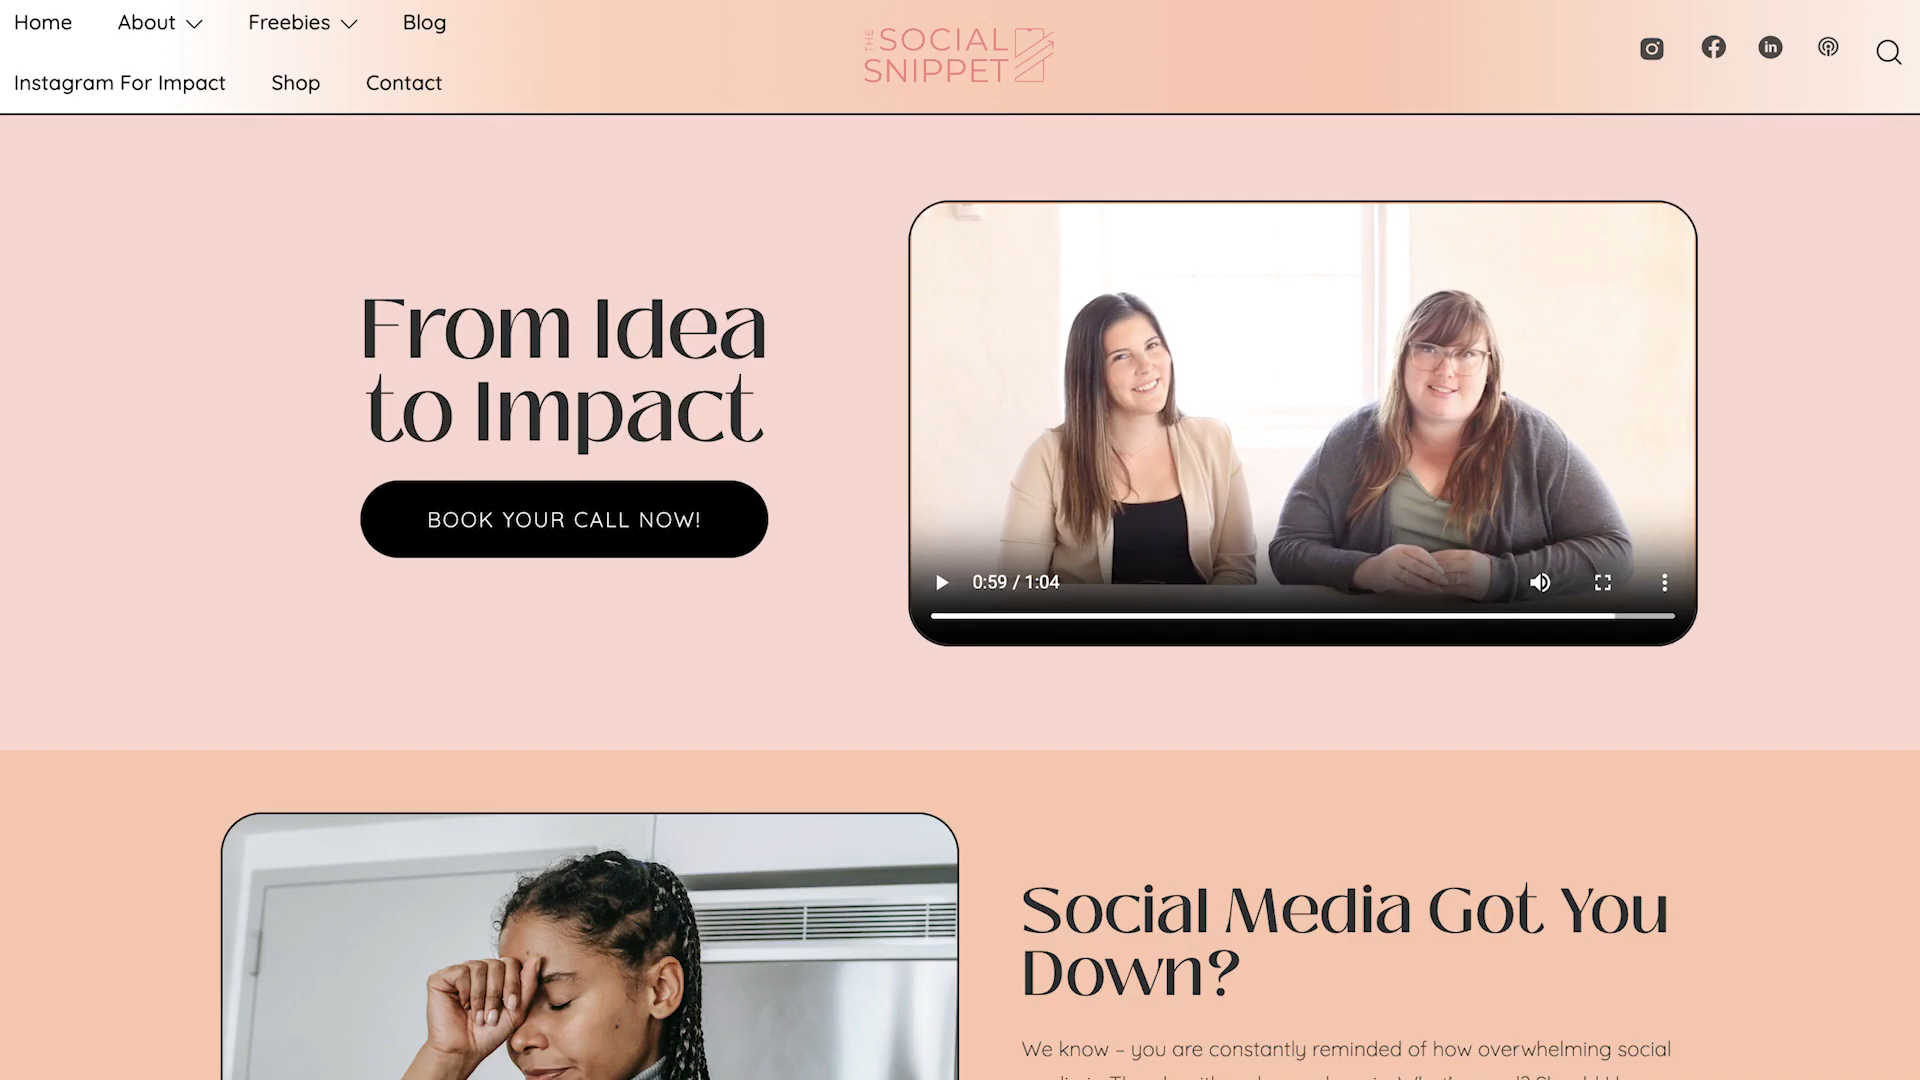 Home About Freebies Blog
Instagram For Impact Shop Contact
THE SOCIAL
SNIPPET
From Idea
to Impact
BOOK YOUR CALL NOW!
0:59 / 1:04
Social Media Got You
Down?
We know – you are constantly reminded of how overwhelming social